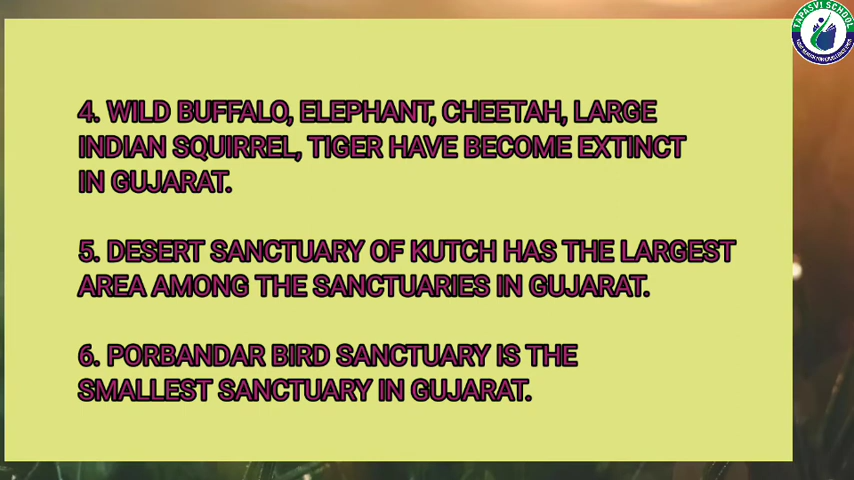 TAPASVI SCHOOL
4. WILD BUFFALO, ELEPHANT, CHEETAH, LARGE
INDIAN SQUIRREL, TIGER HAVE BECOME EXTINCT
IN GUJARAT.
5. DESERT SANCTUARY OF KUTCH HAS THE LARGEST
AREA AMONG THE SANCTUARIES IN GUJARAT.
6. PORBANDAR BIRD SANCTUARY IS THE
SMALLEST SANCTUARY IN GUJARAT.